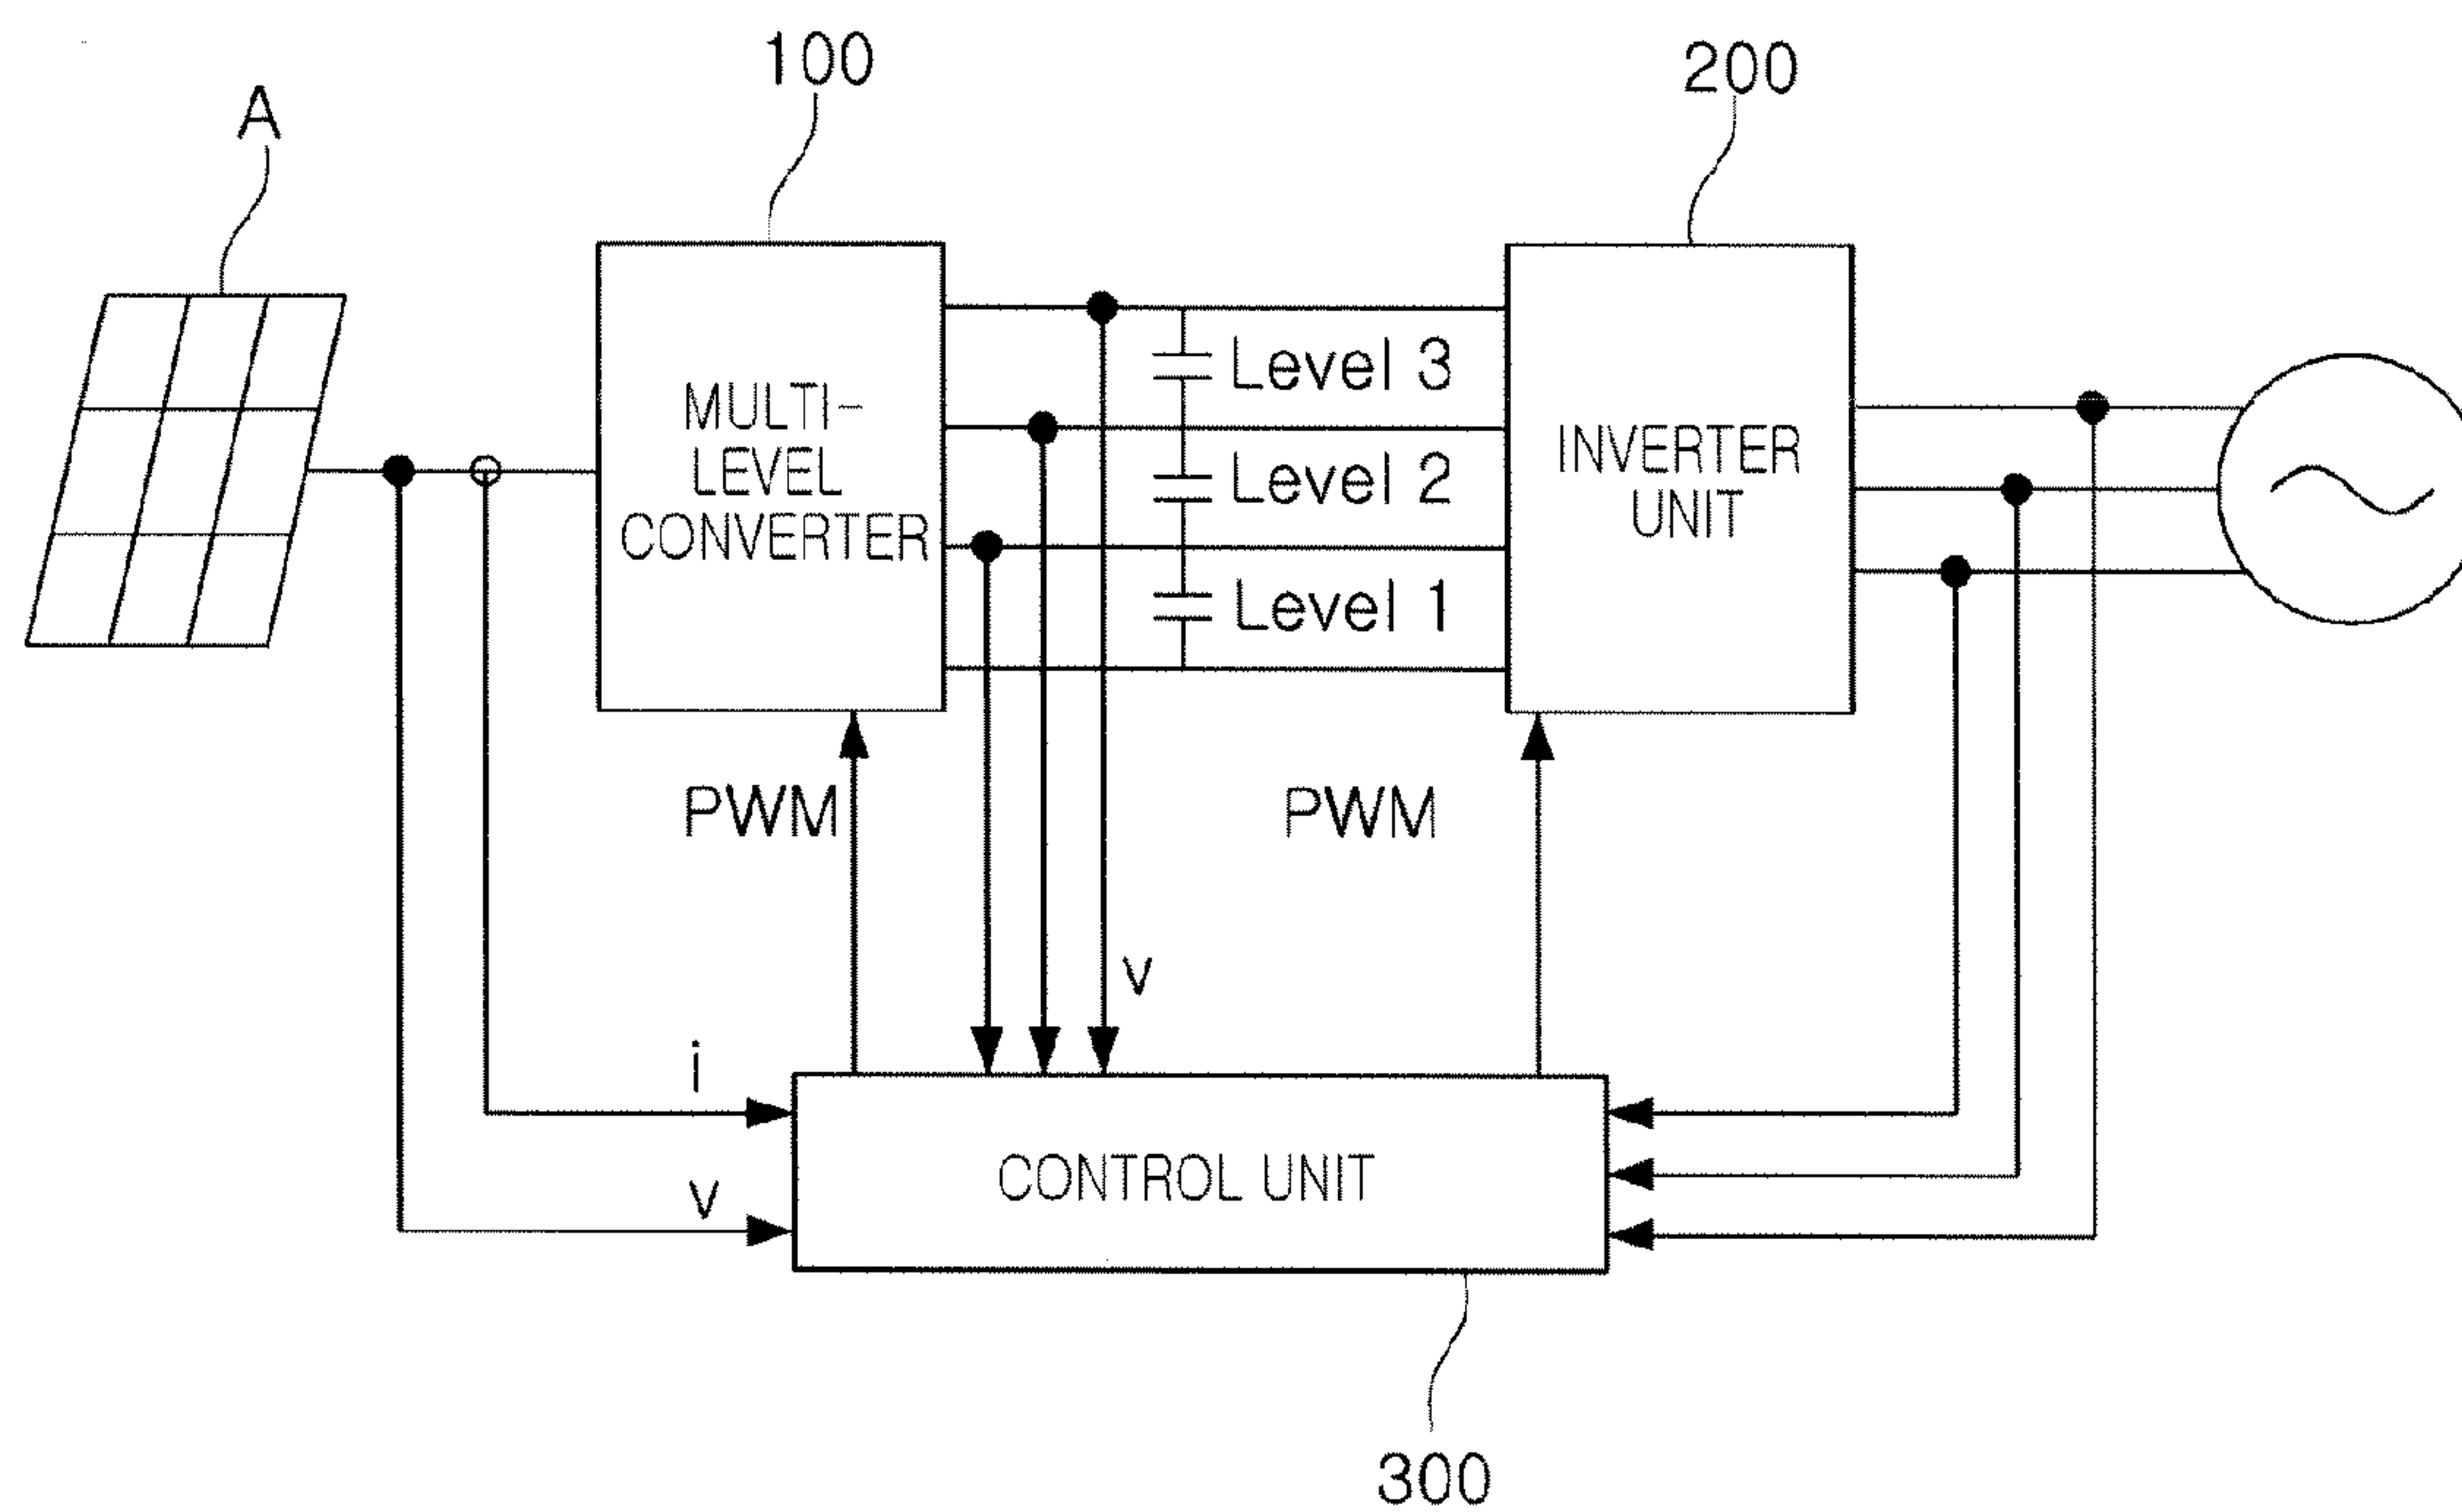 100
200
A
Level 3
MULTI-
LEVEL
CONVERTER
Level 2
INVERTER
UNIT
Level 1
PWM
PWM
v
i
v
CONTROL UNIT
300